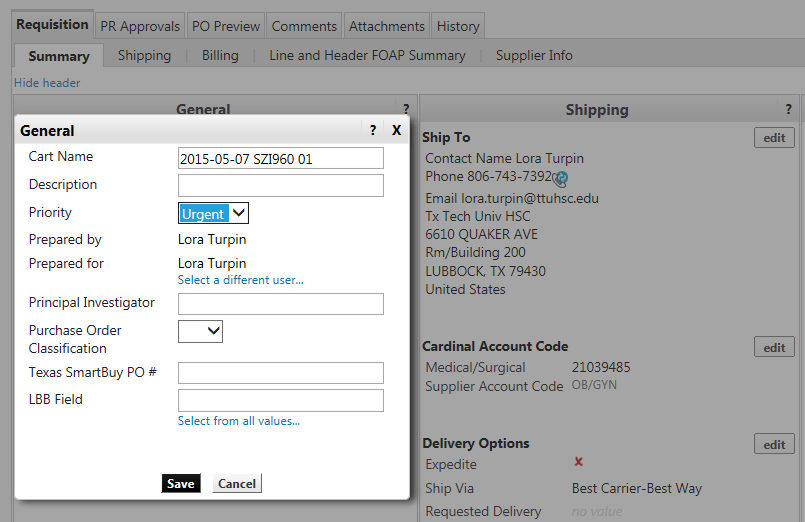 Requisition PR Approvals PO Preview Comments Attachments History
Summary Shipping Billing Line and Header FOAP Summary Supplier Info
Hide header
General ?
General ? X
Cart Name 2015-05-07 SZI960 01
Description
Priority Urgent
Prepared by Lora Turpin
Prepared for Lora Turpin
Select a different user...
Principal Investigator
Purchase Order
Classification
Texas SmartBuy PO #
LBB Field
Select from all values...
Save Cancel
Shipping ?
Ship To edit
Contact Name Lora Turpin
Phone 806-743-7392
Email lora.turpin@ttuhsc.edu
Tx Tech Univ HSC
6610 QUAKER AVE
Rm/Building 200
LUBBOCK, TX 79430
United States
Cardinal Account Code edit
Medical/Surgical 21039485
Supplier Account Code OB/GYN
Delivery Options edit
Expedite
Ship Via Best Carrier-Best Way
Requested Delivery no value